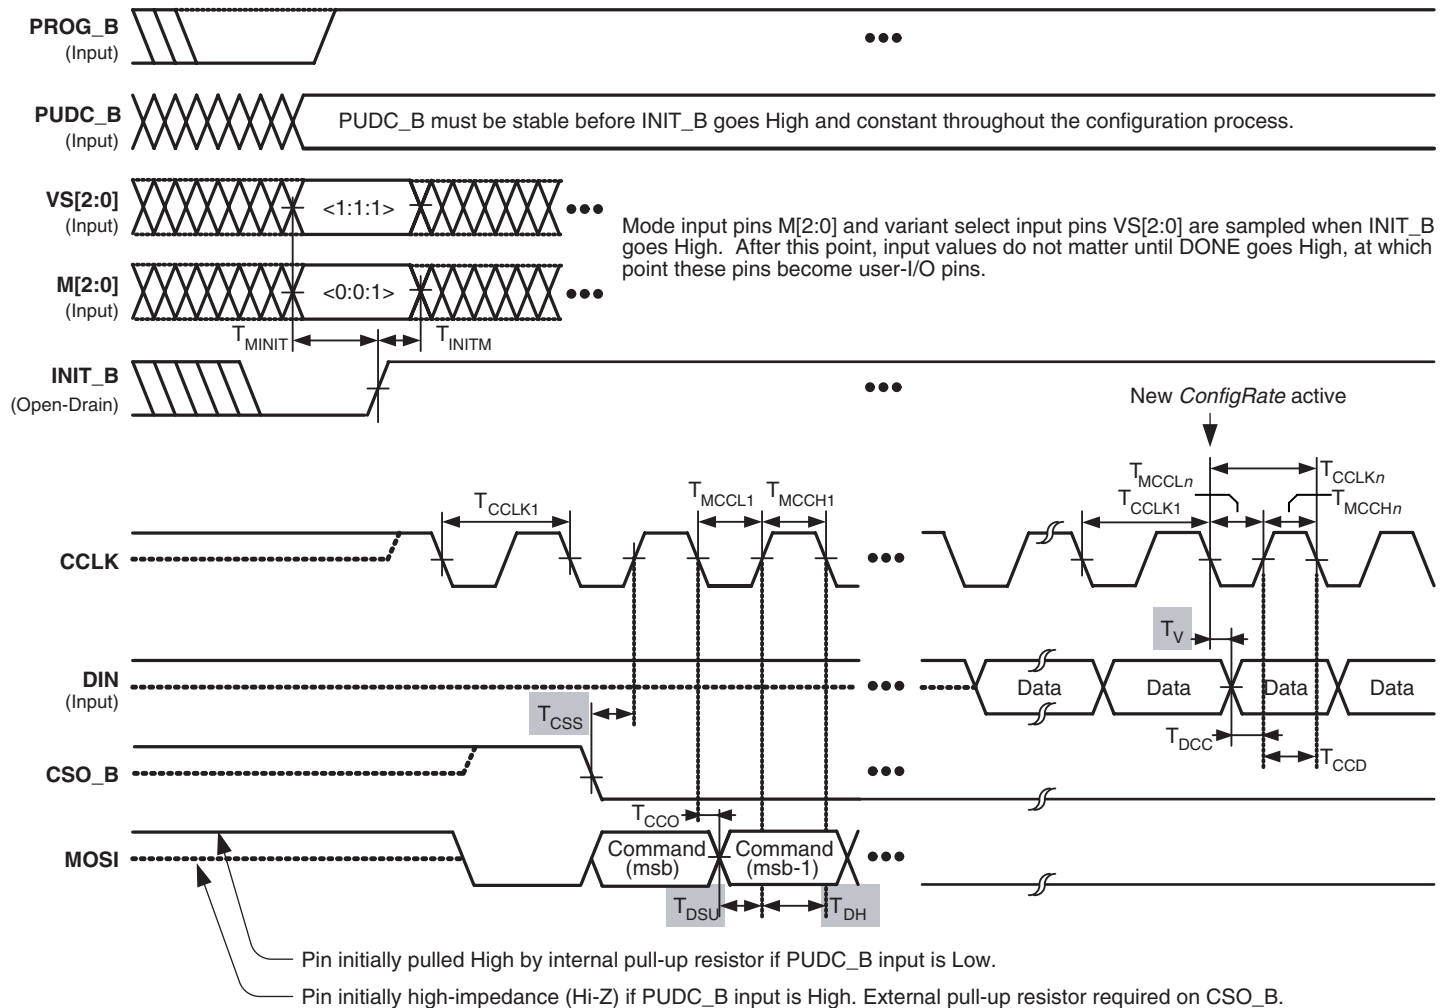 PROG_B
(Input)
PUDC_B
(Input)
PUDC_B must be stable before INIT_B goes High and constant throughout the configuration process.
VS[2:0]
(Input)
<1:1:1>
Mode input pins M[2:0] and variant select input pins VS[2:0] are sampled when INIT_B
goes High. After this point, input values do not matter until DONE goes High, at which
point these pins become user-I/O pins.
M[2:0]
(Input)
<0:0:1>
TMINIT
TINITM
INIT_B
(Open-Drain)
New ConfigRate active
TCCLK1
TMCCL1
TMCCH1
TMCCLn
TCCLK1
TCCLKn
TMCCHn
CCLK
TV
DIN
(Input)
Data
Data
Data
Data
TCSS
TDCC
TCCD
CSO_B
TCCO
MOSI
Command
(msb)
Command
(msb-1)
TDSU
TDH
Pin initially pulled High by internal pull-up resistor if PUDC_B input is Low.
Pin initially high-impedance (Hi-Z) if PUDC_B input is High. External pull-up resistor required on CSO_B.